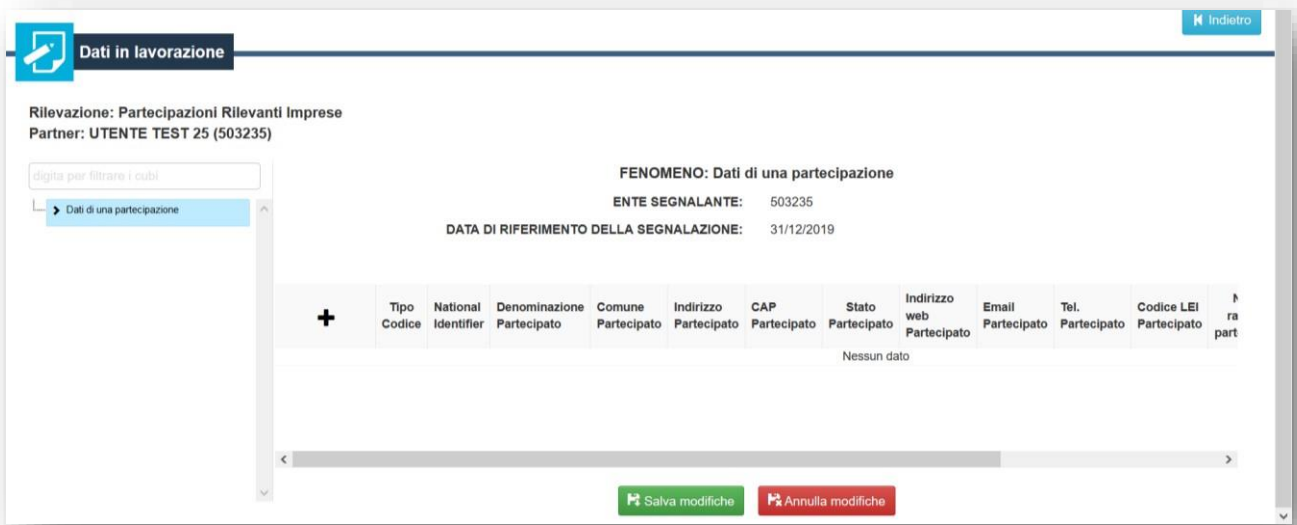 Indietro
Dati in lavorazione
Rilevazione: Partecipazioni Rilevanti Imprese
Partner: UTENTE TEST 25 (503235)
digita per filtrare i cubi
Dati di una partecipazione
FENOMENO: Dati di una partecipazione
ENTE SEGNALANTE: 503235
DATA DI RIFERIMENTO DELLA SEGNALAZIONE: 31/12/2019
Tipo Codice
National Identifier
Denominazione Partecipato
Comune Partecipato
Indirizzo Partecipato
CAP Partecipato
Stato Partecipato
Indirizzo web Partecipato
Email Partecipato
Tel. Partecipato
Codice LEI Partecipato
Nessun dato
Salva modifiche
Annulla modifiche